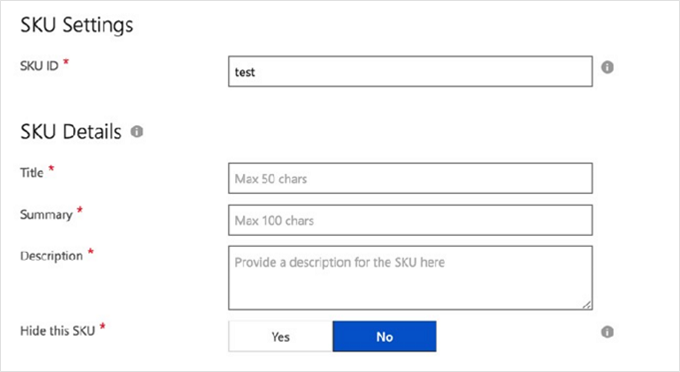 SKU Settings
SKU ID *
test
SKU Details
Title *
Max 50 chars
Summary *
Max 100 chars
Description *
Provide a description for the SKU here
Hide this SKU *
Yes No